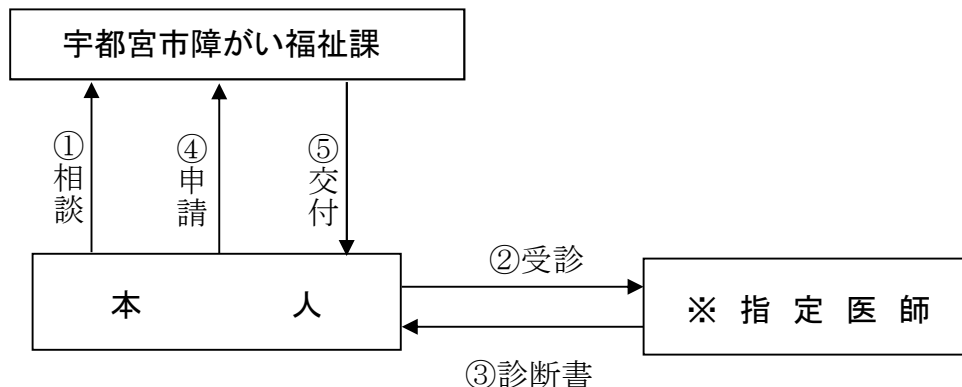 宇都宮市障がい福祉課
①相談
④申請
⑤交付
②受診
本人
※指定医師
③診断書